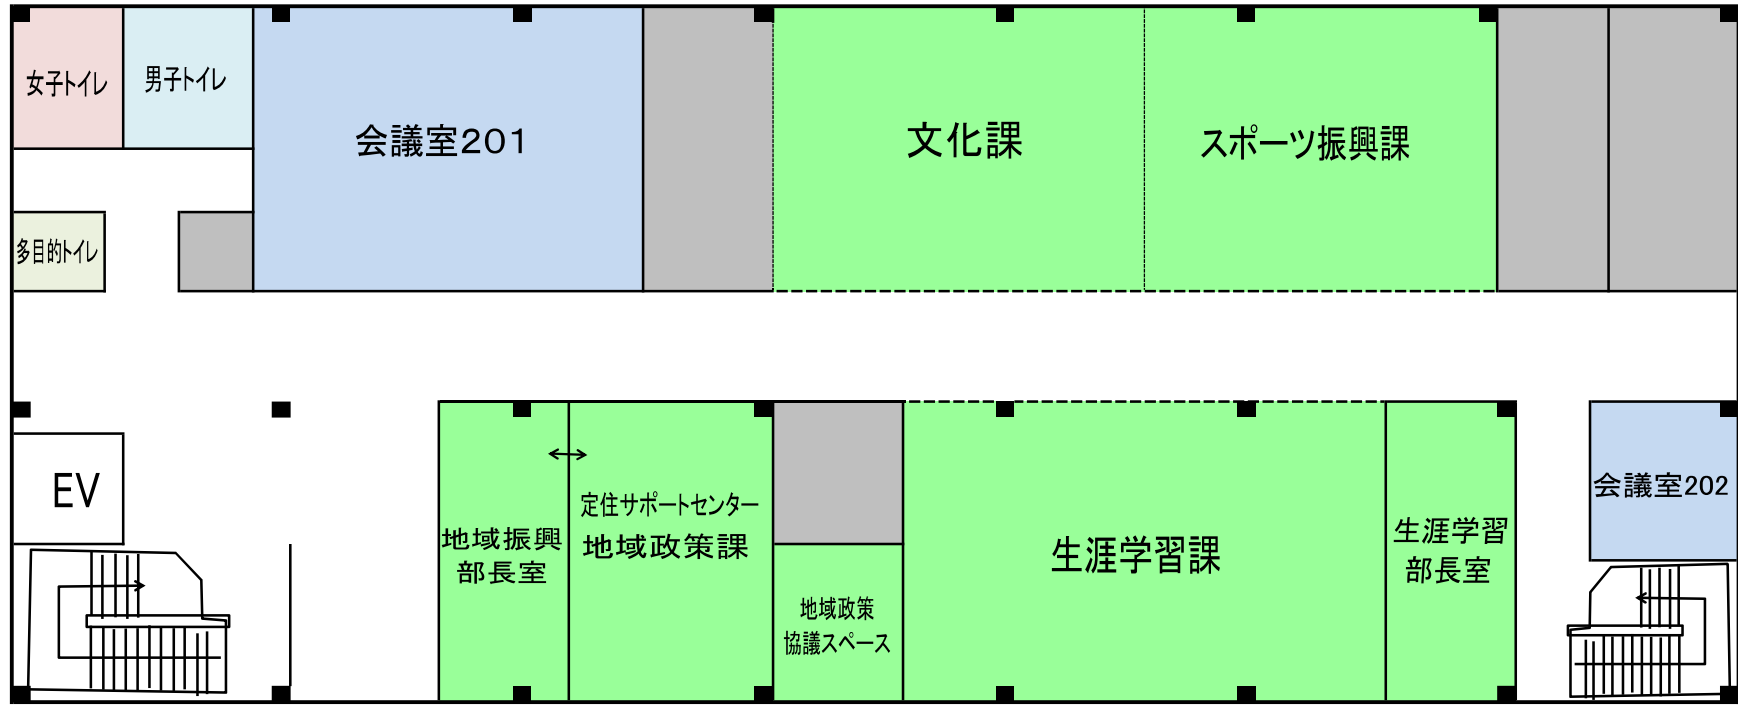 女子トイレ
男子トイレ
会議室201
文化課
スポーツ振興課
多目的トイレ
EV
地域振興
部長室
定住サポートセンター
地域政策課
地域政策
協議スペース
生涯学習課
生涯学習
部長室
会議室202